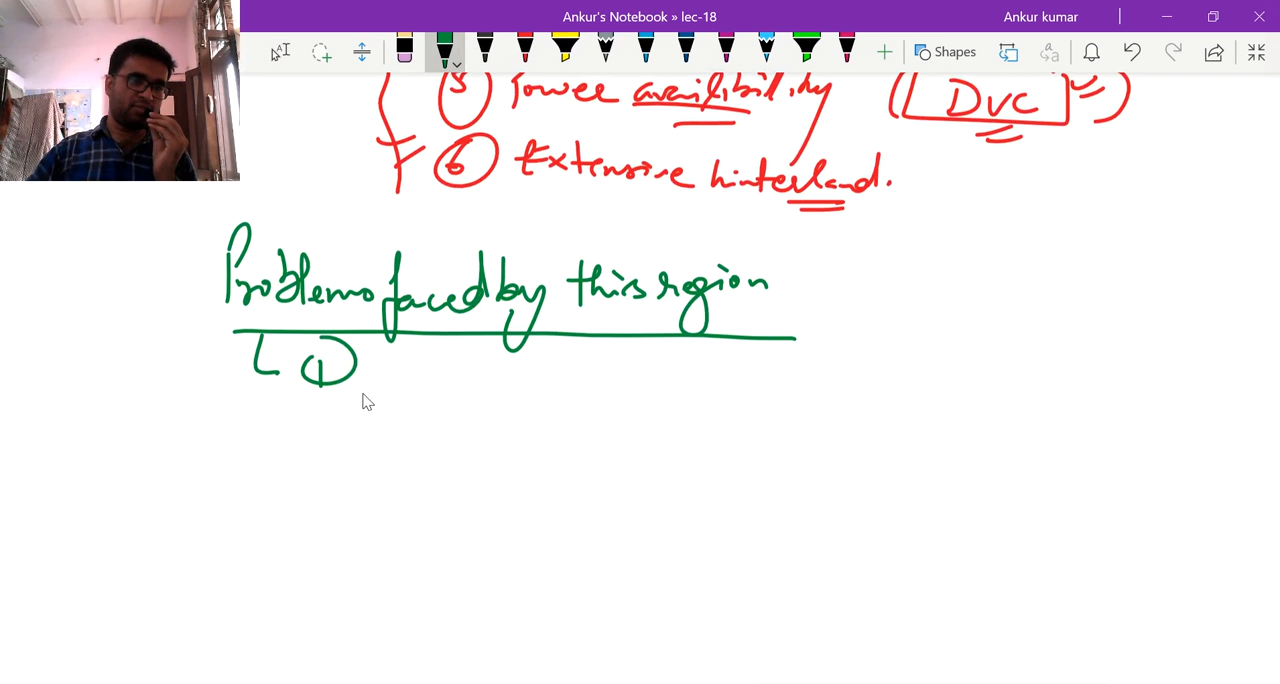 Ankur's Notebook » lec-18
Ankur kumar
Shapes
5 Power availibility ( [ DVC ] )
6 Extensive hinterland.
Problems faced by this region
1